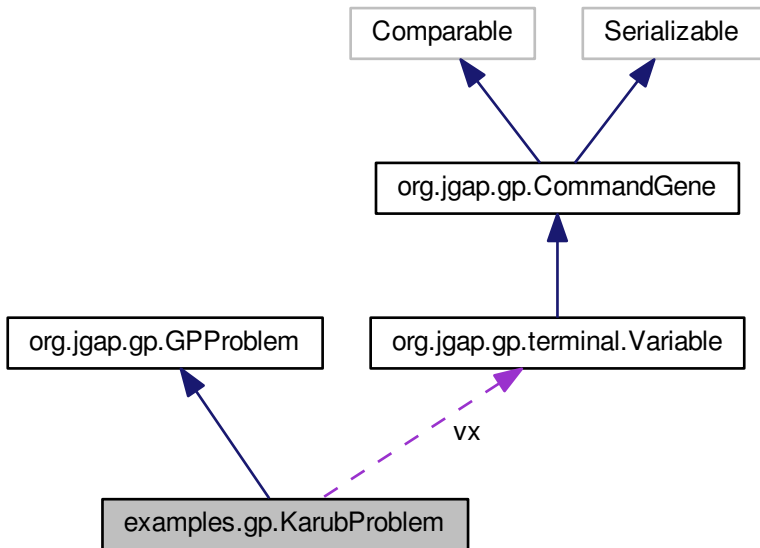 Comparable
Serializable
org.jgap.gp.CommandGene
org.jgap.gp.GPProblem
org.jgap.gp.terminal.Variable
vx
examples.gp.KarubProblem